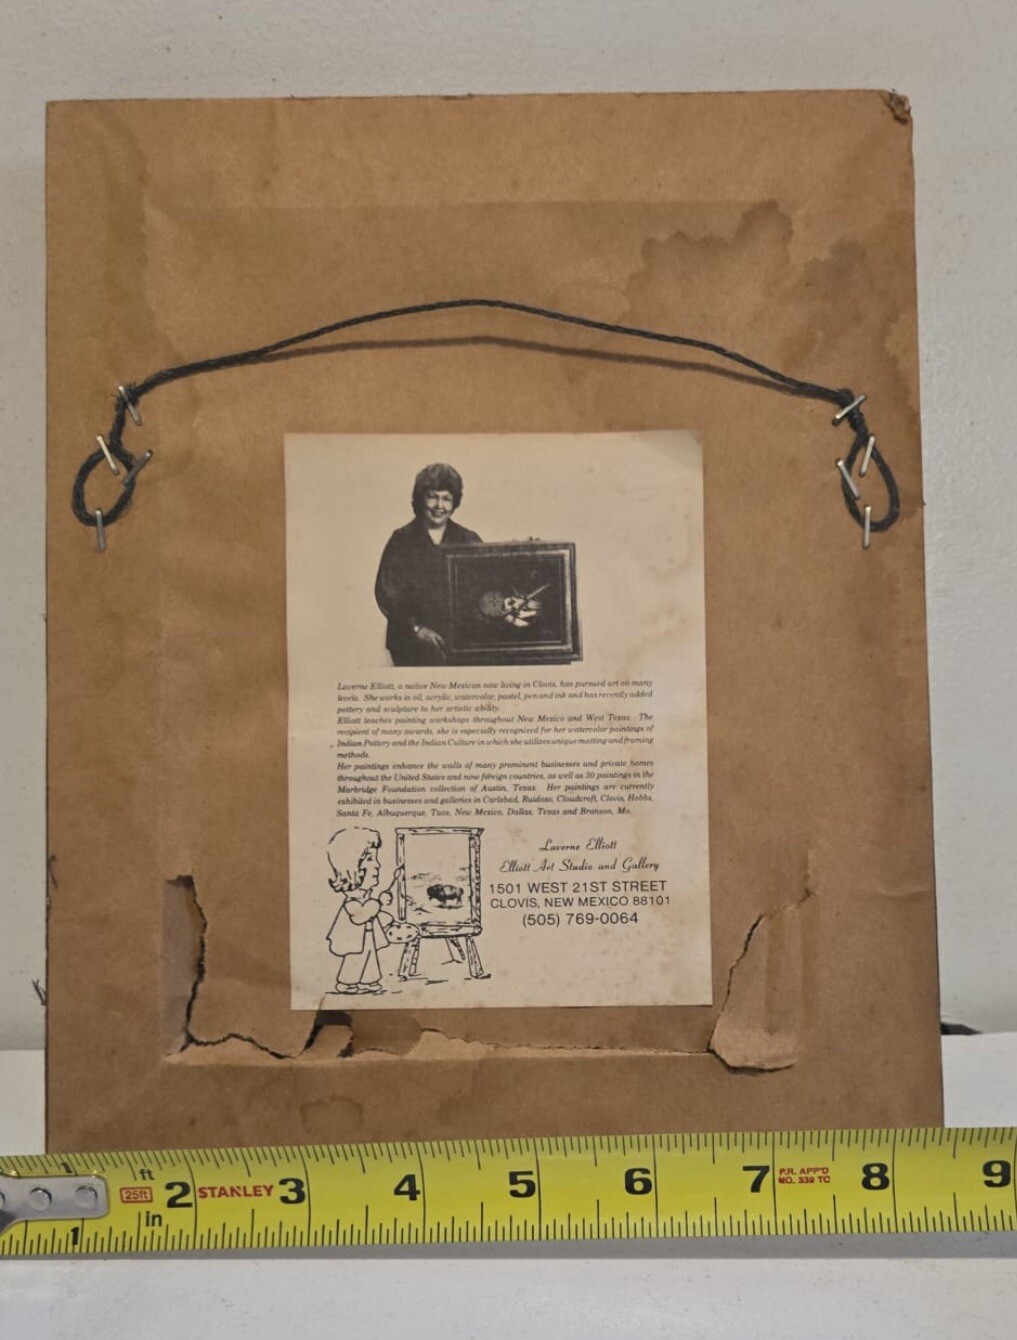 Laverne Elliott, a native New Mexican now living in Clovis, has pursued art on many
levels. She works in oil, acrylic, watercolor, pastel, pen and ink and has recently added
pottery and sculpture to her artistic ability.
Elliott teaches painting workshops throughout New Mexico and West Texas. The
recipient of many awards, she is especially recognized for her watercolor paintings of
Indian Pottery and the Indian Culture in which she utilizes unique matting and framing
methods.
Her paintings enhance the walls of many prominent businesses and private homes
throughout the United States and nine foreign countries, as well as 30 paintings in the
Marbridge Foundation collection of Austin, Texas. Her paintings are currently
exhibited in businesses and galleries in Carlsbad, Ruidoso, Cloudcroft, Clovis, Hobbs,
Santa Fe, Albuquerque, Taos, New Mexico, Dallas, Texas and Branson, Mo.
Laverne Elliott
Elliott Art Studio and Gallery
1501 WEST 21ST STREET
CLOVIS, NEW MEXICO 88101
(505) 769-0064
1 ft 25ft 2 STANLEY 3 4 5 6 7 P.R. APP'D 8 9
NO. 339 TC
1 in